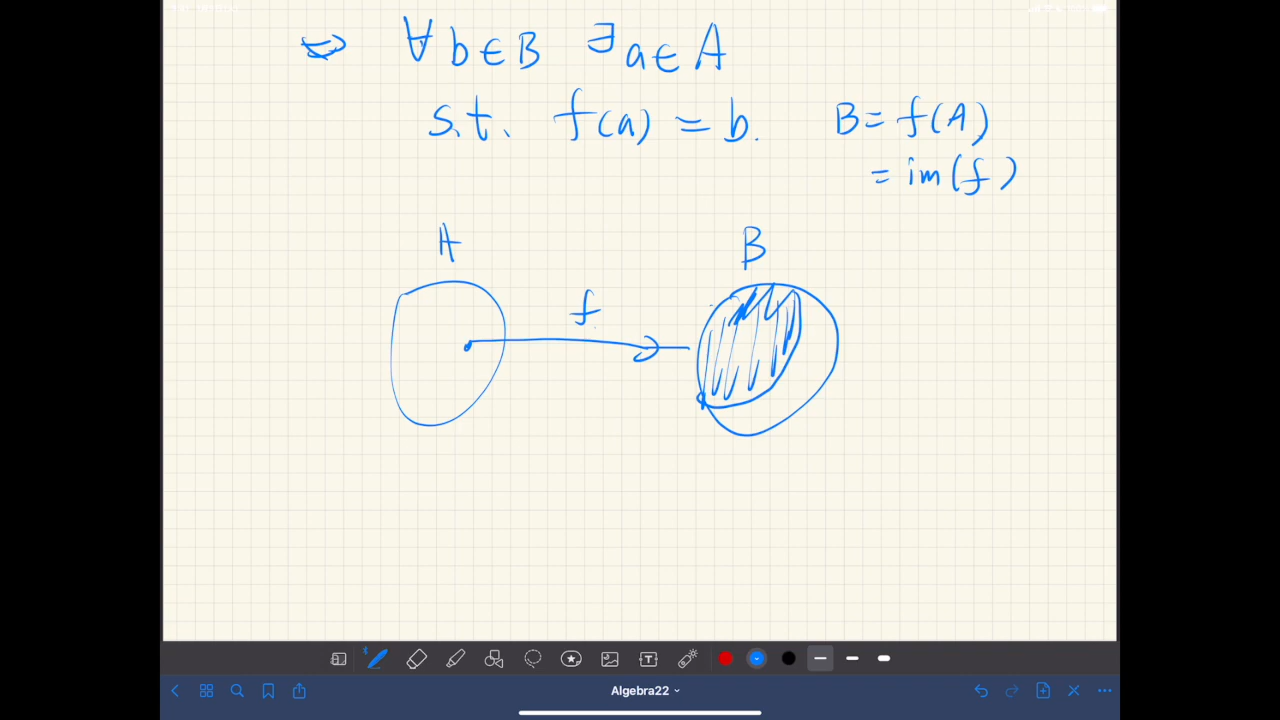 ⇔ ∀b∈B ∃a∈A
s.t. f(a) = b. B = f(A)
= im(f)
A B
f
Algebra22